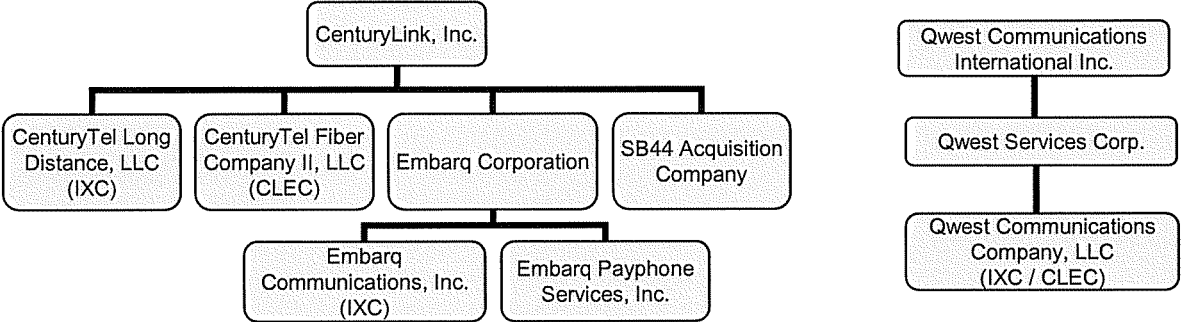 CenturyLink, Inc.
CenturyTel Long
Distance, LLC
(IXC)
CenturyTel Fiber
Company II, LLC
(CLEC)
Embarq Corporation
SB44 Acquisition
Company
Embarq
Communications, Inc.
(IXC)
Embarq Payphone
Services, Inc.
Qwest Communications
International Inc.
Qwest Services Corp.
Qwest Communications
Company, LLC
(IXC / CLEC)